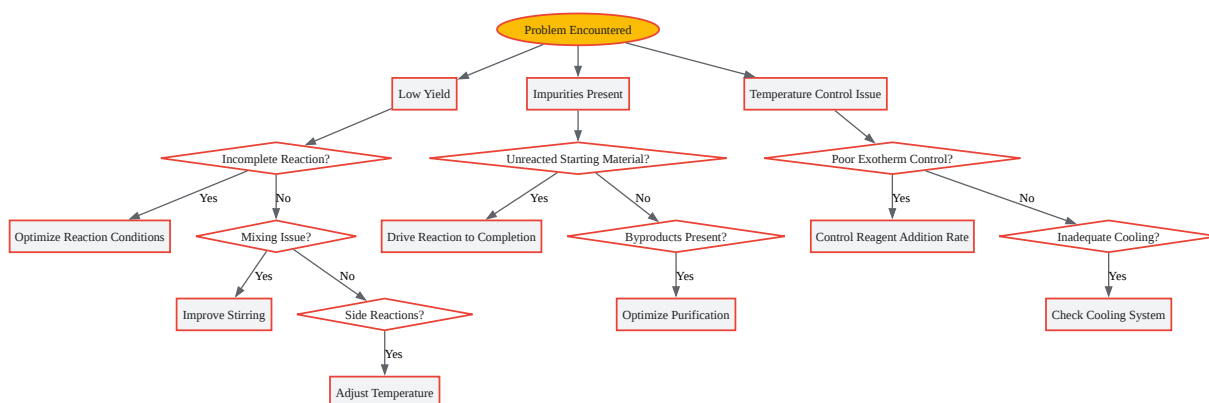 Problem Encountered
Low Yield
Impurities Present
Temperature Control Issue
Incomplete Reaction?
Unreacted Starting Material?
Poor Exotherm Control?
Yes
No
Yes
No
Yes
No
Optimize Reaction Conditions
Mixing Issue?
Drive Reaction to Completion
Byproducts Present?
Control Reagent Addition Rate
Inadequate Cooling?
Yes
No
Yes
Yes
Improve Stirring
Side Reactions?
Optimize Purification
Check Cooling System
Yes
Adjust Temperature